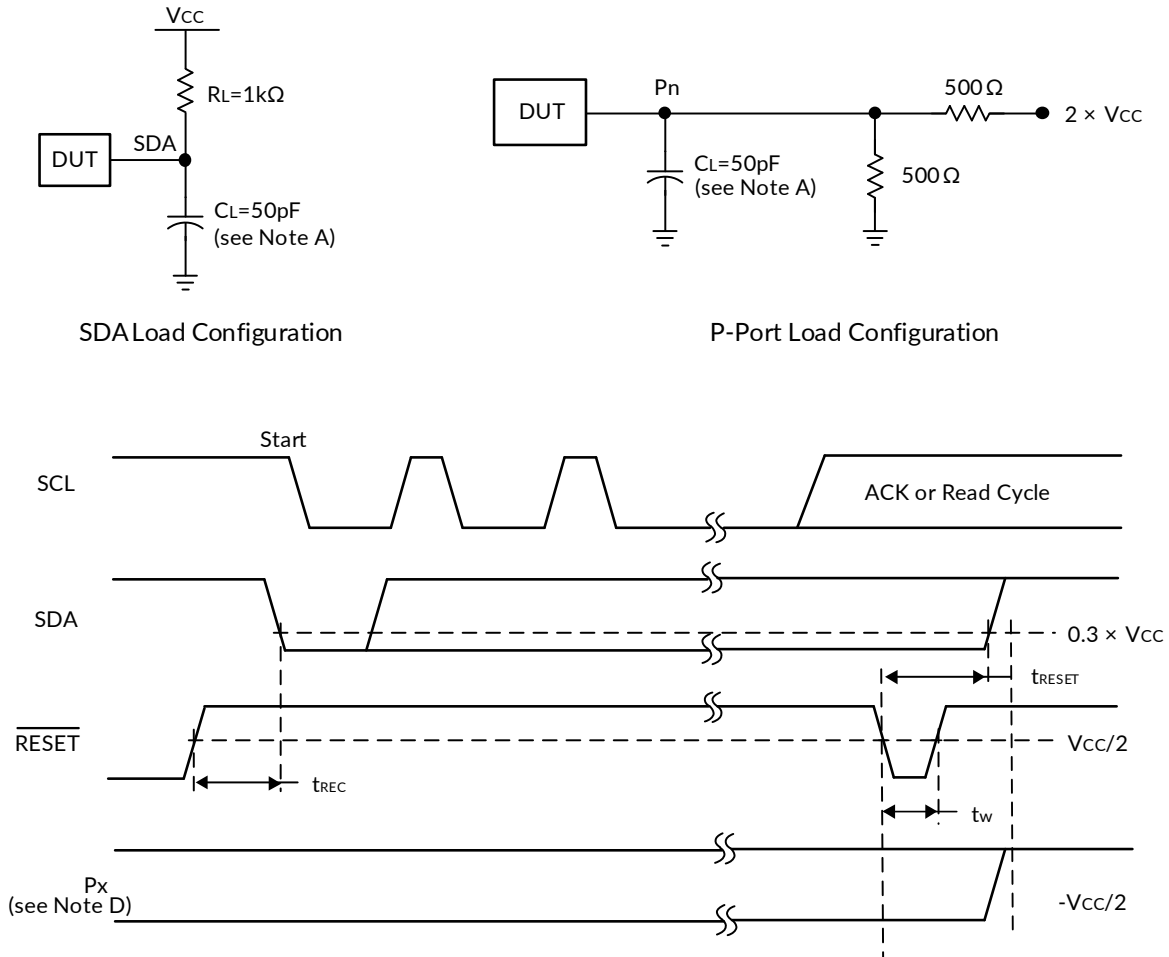 VCC
RL=1kΩ
DUT
SDA
CL=50pF
(see Note A)
SDA Load Configuration
DUT
Pn
500Ω
2 × VCC
CL=50pF
(see Note A)
500Ω
P-Port Load Configuration
Start
SCL
ACK or Read Cycle
SDA
0.3 × VCC
tRESET
RESET
VCC/2
tREC
tW
Px
(see Note D)
-VCC/2